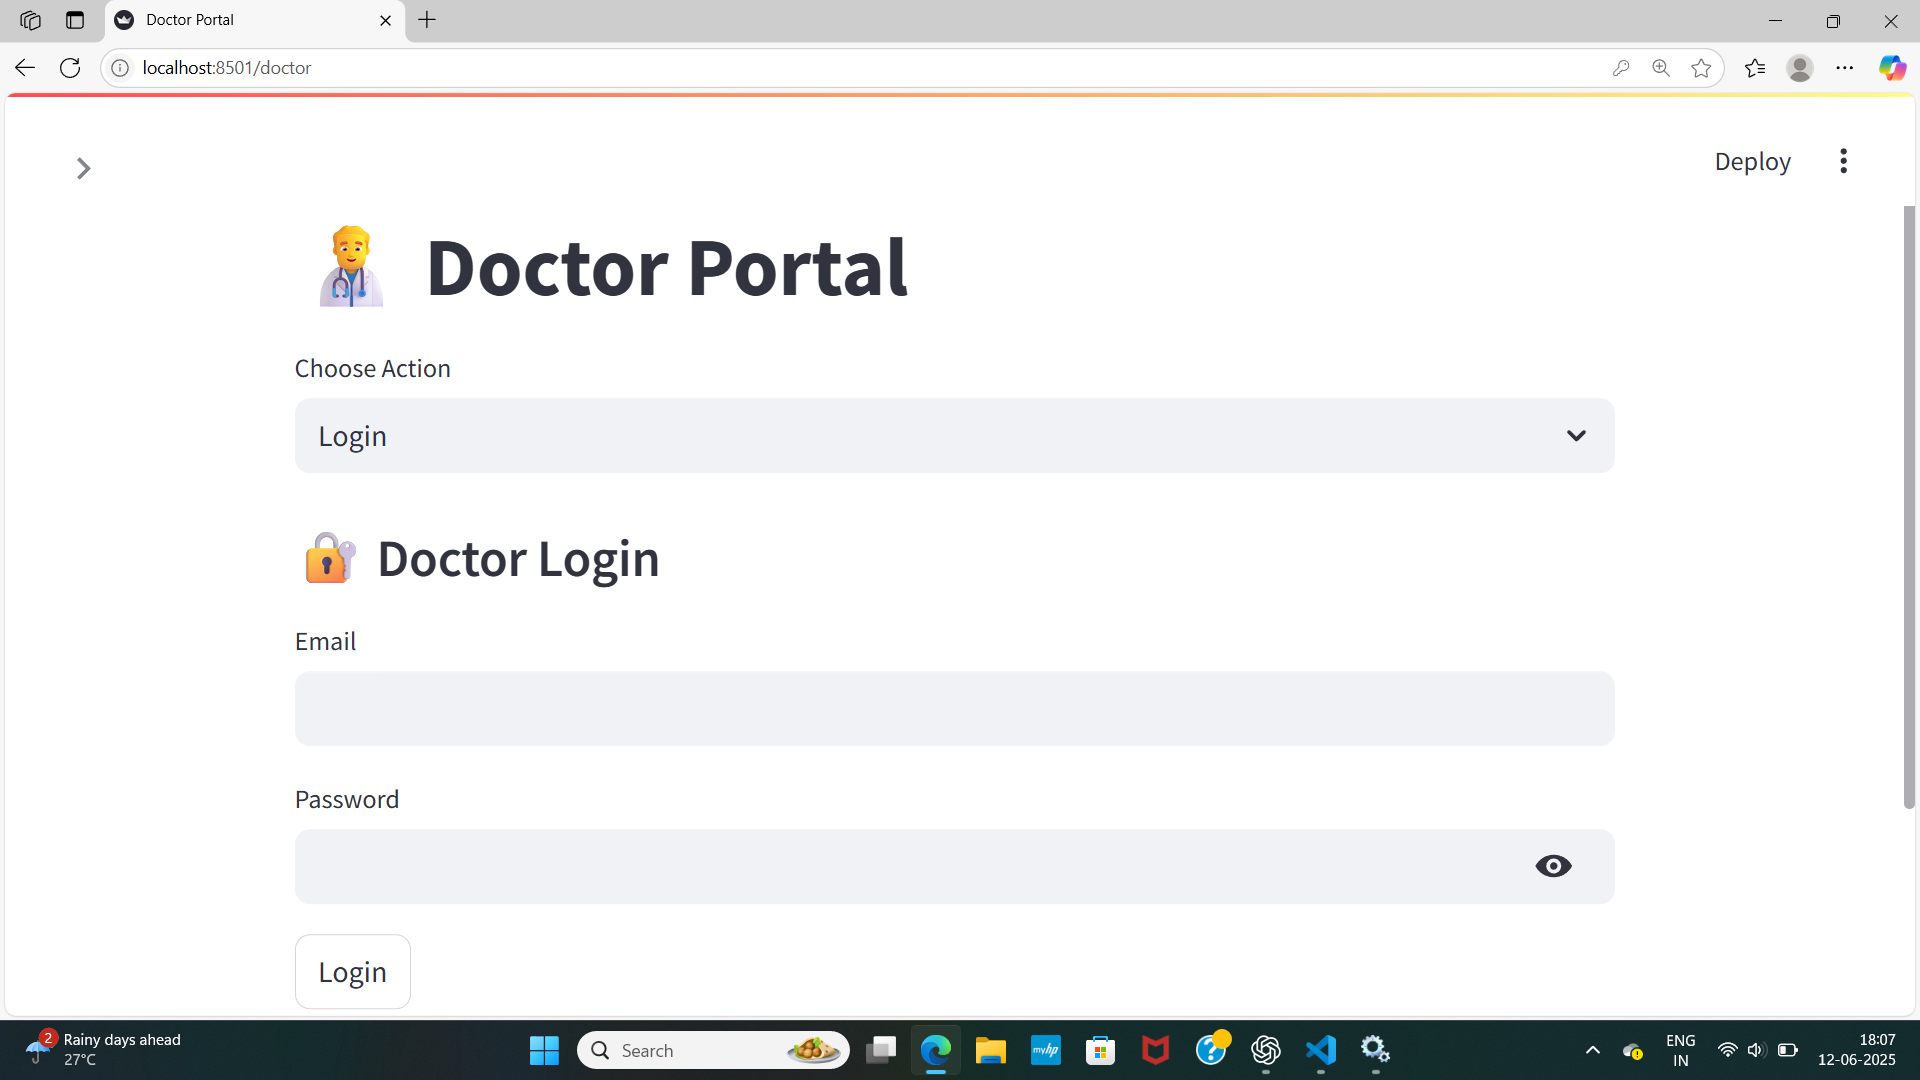 Doctor Portal
localhost:8501/doctor
Deploy
Doctor Portal
Choose Action
Login
Doctor Login
Email
Password
Login
2
Rainy days ahead
27°C
Search
myhp
ENG
IN
18:07
12-06-2025